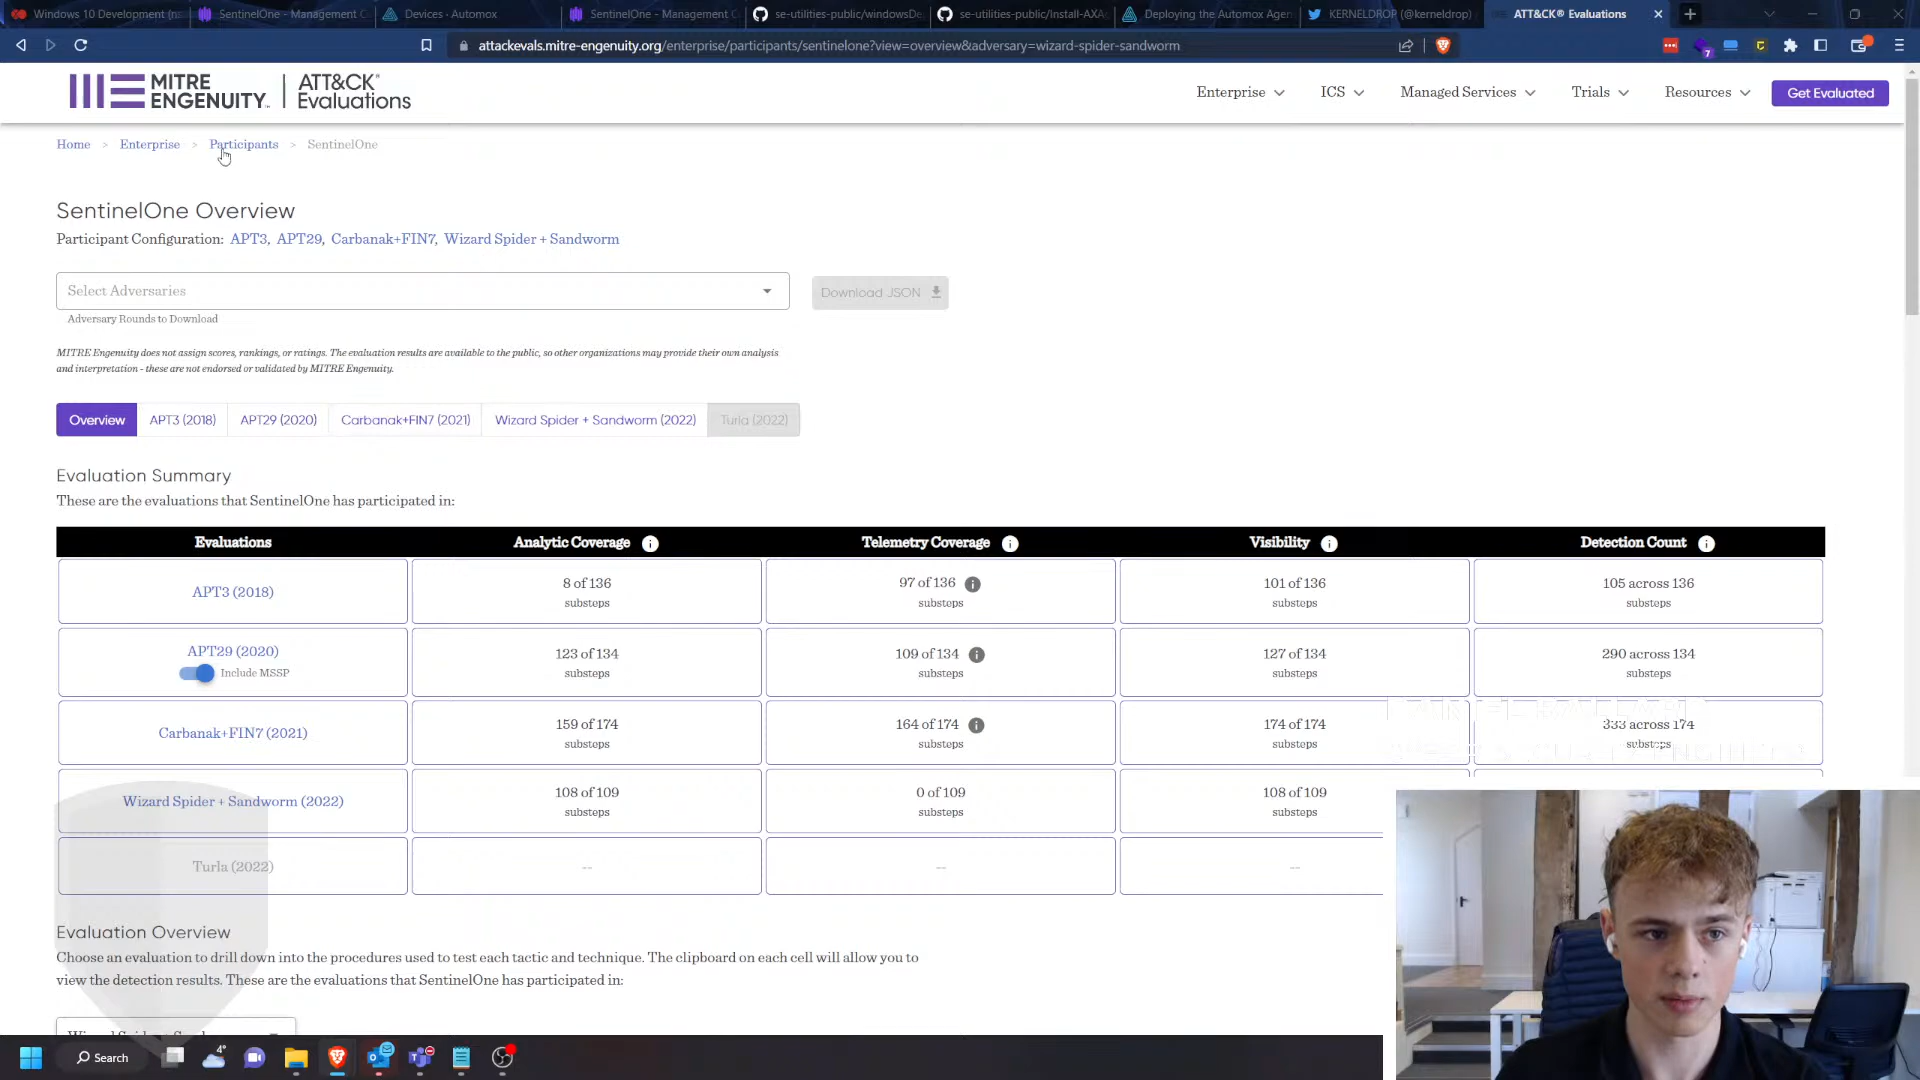 Windows 10 Development (n
SentinelOne - Management C
Devices - Automox
SentinelOne - Management C
se-utilities-public/windowsDe
se-utilities-public/Install-AXA
Deploying the Automox Agen
KERNELDROP (@kerneldrop)
ATT&CK® Evaluations
attackevals.mitre-engenuity.org/enterprise/participants/sentinelone?view=overview&adversary=wizard-spider-sandworm
7
MITRE
ENGENUITY™
ATT&CK®
Evaluations
Enterprise
ICS
Managed Services
Trials
Resources
Get Evaluated
Home > Enterprise > Participants > SentinelOne
SentinelOne Overview
Participant Configuration: APT3, APT29, Carbanak+FIN7, Wizard Spider + Sandworm
Select Adversaries
Download JSON
Adversary Rounds to Download
MITRE Engenuity does not assign scores, rankings, or ratings. The evaluation results are available to the public, so other organizations may provide their own analysis
and interpretation - these are not endorsed or validated by MITRE Engenuity.
Overview
APT3 (2018)
APT29 (2020)
Carbanak+FIN7 (2021)
Wizard Spider + Sandworm (2022)
Turla (2022)
Evaluation Summary
These are the evaluations that SentinelOne has participated in:
Evaluations
Analytic Coverage
Telemetry Coverage
Visibility
Detection Count
APT3 (2018)
8 of 136
substeps
97 of 136
substeps
101 of 136
substeps
105 across 136
substeps
APT29 (2020)
Include MSSP
123 of 134
substeps
109 of 134
substeps
127 of 134
substeps
290 across 134
substeps
Carbanak+FIN7 (2021)
159 of 174
substeps
164 of 174
substeps
174 of 174
substeps
333 across 174
substeps
Wizard Spider + Sandworm (2022)
108 of 109
substeps
0 of 109
substeps
108 of 109
substeps
Turla (2022)
--
--
--
Evaluation Overview
Choose an evaluation to drill down into the procedures used to test each tactic and technique. The clipboard on each cell will allow you to
view the detection results. These are the evaluations that SentinelOne has participated in:
Search
4°